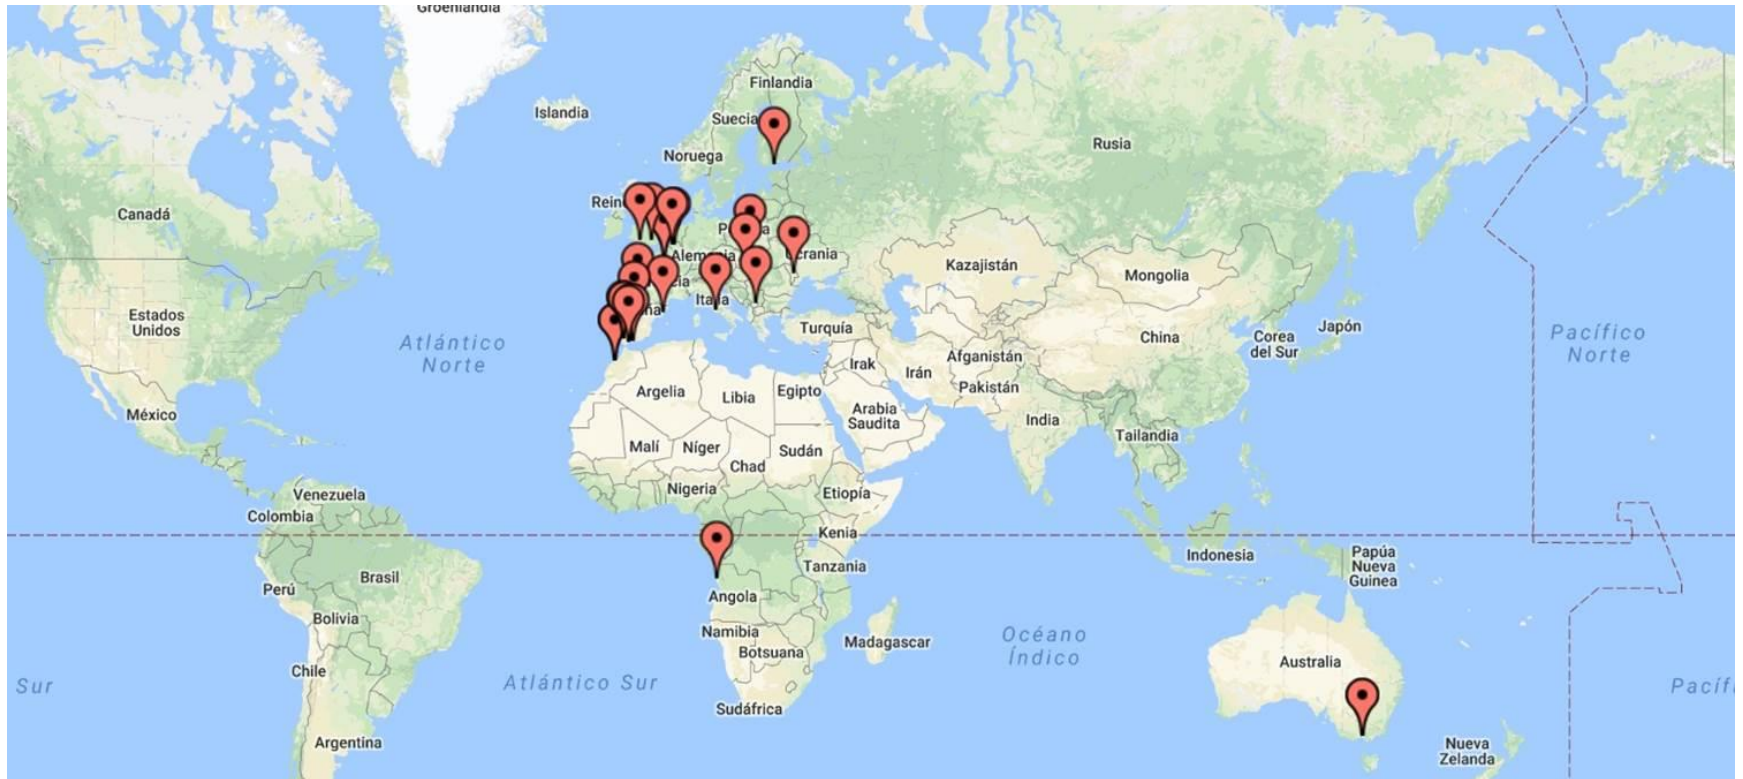 Groenlandia
Finlandia
Islandia
Suecia
Rusia
Noruega
Canadá
Rein
Alem
ia
crania
Kazajistán
Mongolia
Estados
Unidos
Atlántico
Norte
Turquía
China
Corea
del Sur
Japón
Pacífico
Norte
Afganistán
Irak
Irán
Pakistán
Argelia
Libia
Egipto
Arabia
Saudita
México
India
Tailandia
Malí
Níger
Chad
Sudán
Nigeria
Etiopía
Venezuela
Colombia
Kenia
Indonesia
Papúa
Nueva
Guinea
Tanzania
Perú
Brasil
Angola
Bolivia
Namibia
Botsuana
Madagascar
Océano
Índico
Australia
Chile
Sur
Atlántico Sur
Pacíf
Sudáfrica
Argentina
Nueva
Zelanda